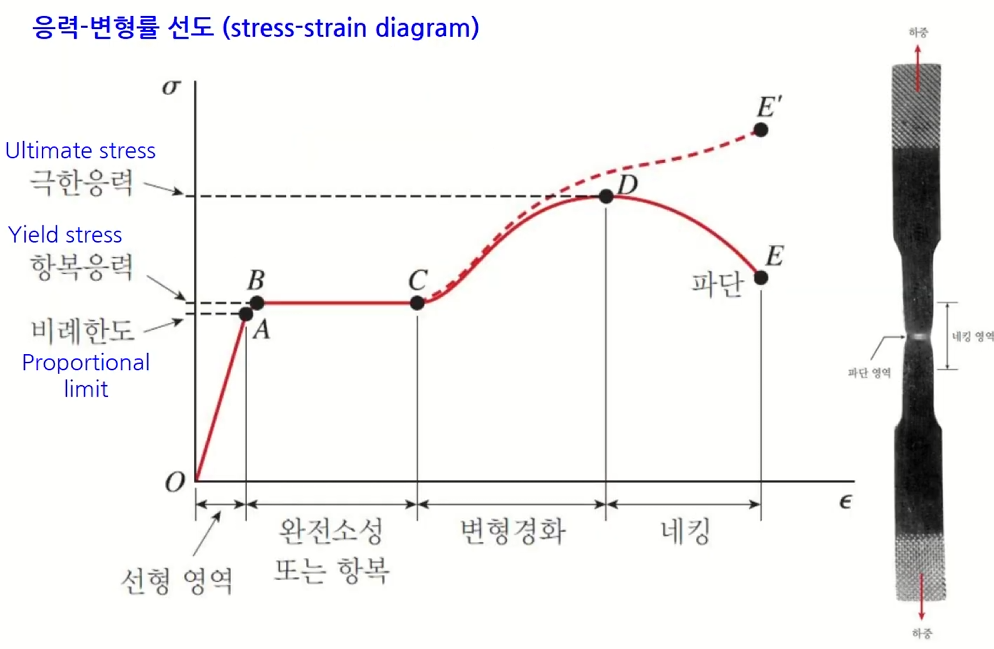 응력-변형률 선도 (stress-strain diagram)
σ
Ultimate stress
극한응력
Yield stress
항복응력
비례한도
Proportional
limit
O
A
B
C
D
E'
E
파단
ϵ
선형 영역
완전소성
또는 항복
변형경화
네킹
하중
네킹 영역
파단 영역
하중